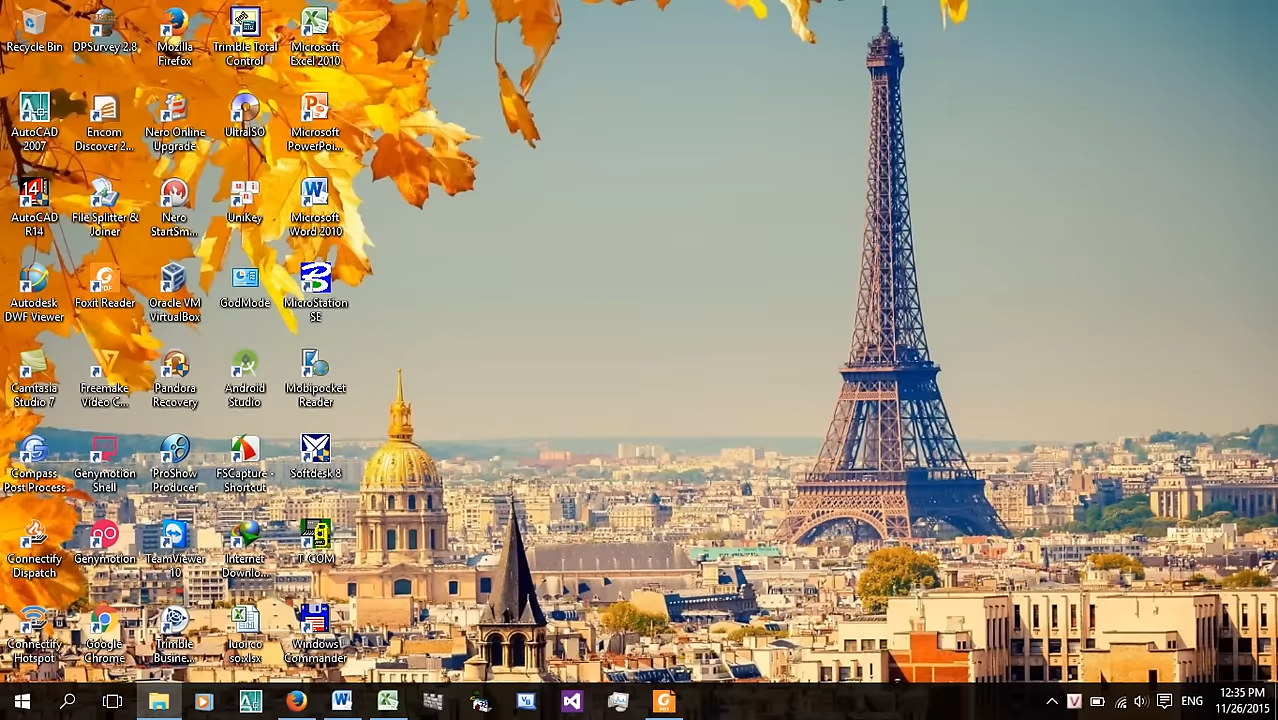 Recycle Bin
DPSurvey 2.8
Mozilla
Firefox
Trimble Total
Control
Microsoft
Excel 2010
AutoCAD
2007
Encom
Discover 2...
Nero Online
Upgrade
UltraISO
Microsoft
PowerPoi...
AutoCAD
R14
File Splitter &
Joiner
Nero
StartSm...
UniKey
Microsoft
Word 2010
Autodesk
DWF Viewer
Foxit Reader
Oracle VM
VirtualBox
GodMode
MicroStation
SE
Camtasia
Studio 7
Freemake
Video C...
Pandora
Recovery
Android
Studio
Mobipocket
Reader
Compass
Post Process
Genymotion
Shell
ProShow
Producer
FSCapture -
Shortcut
Softdesk 8
Connectify
Dispatch
Genymotion
TeamViewer
10
Internet
Downlo...
T-COM
Connectify
Hotspot
Google
Chrome
Trimble
Busine...
luoi co
so.xlsx
Windows
Commander
ENG
12:35 PM
11/26/2015